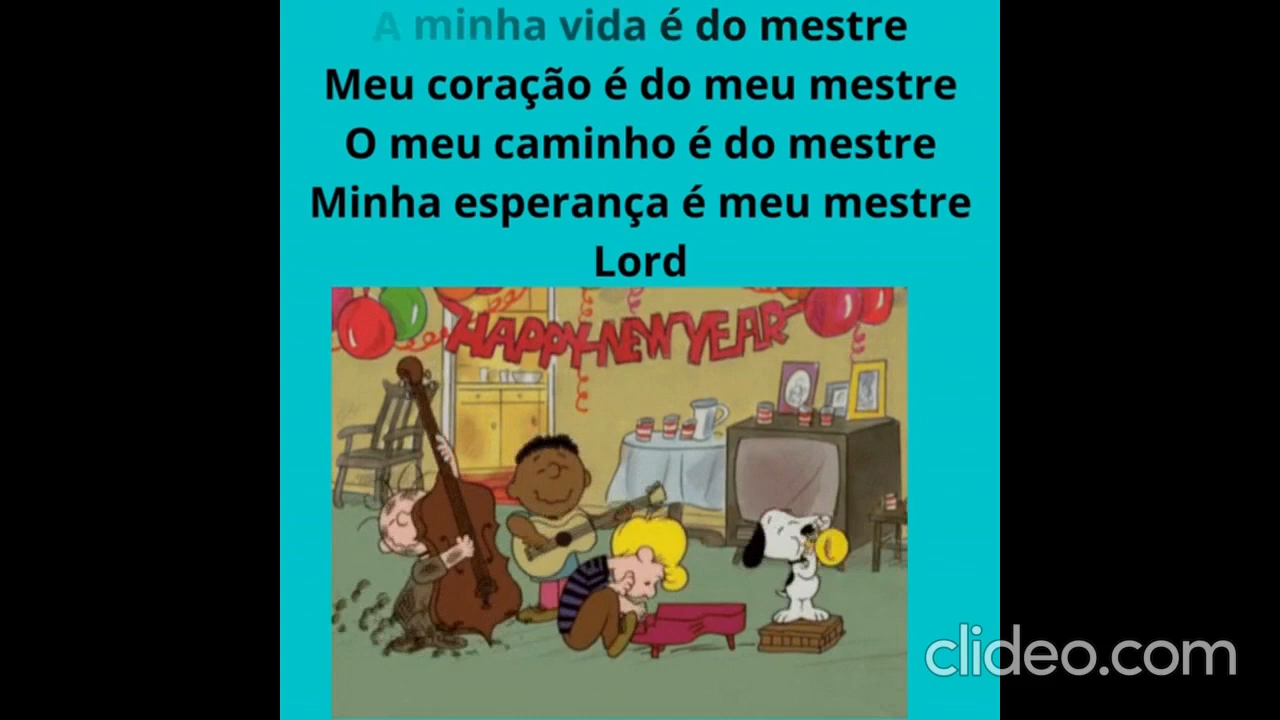 A minha vida é do mestre
Meu coração é do meu mestre
O meu caminho é do mestre
Minha esperança é meu mestre
Lord
HAPPY NEW YEAR
clideo.com